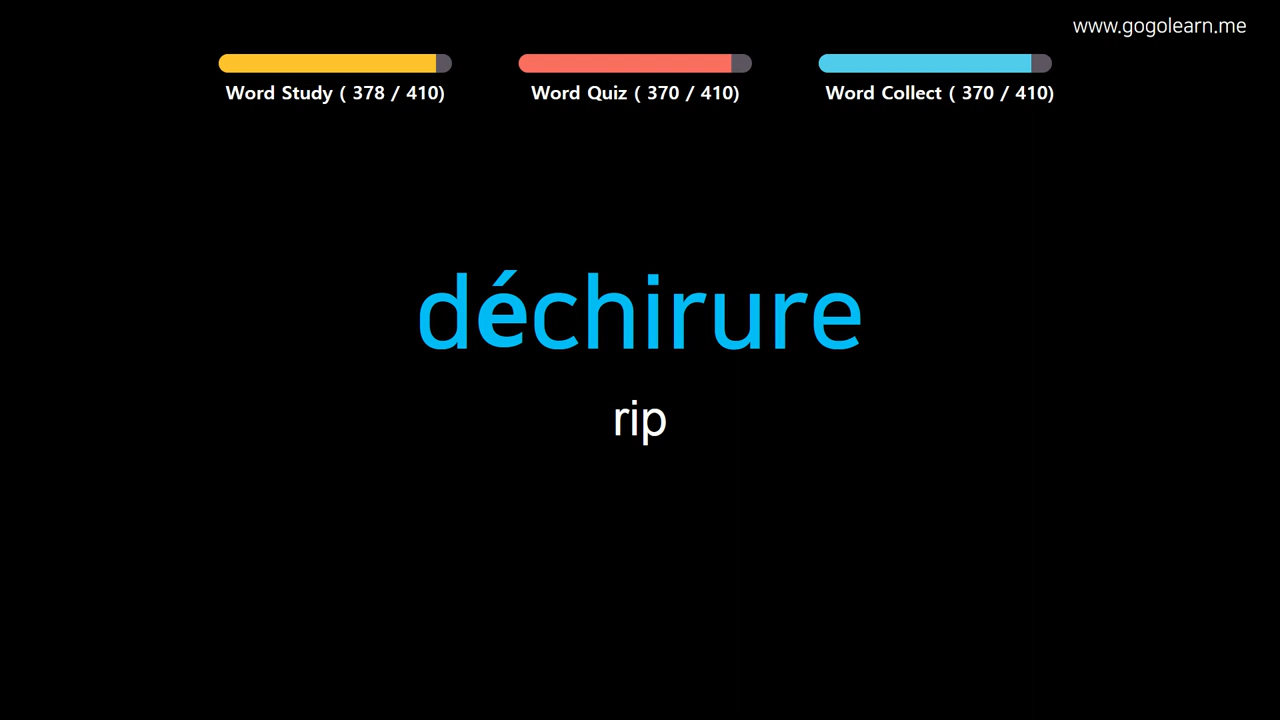 www.gogolearn.me
Word Study ( 378 / 410)
Word Quiz ( 370 / 410)
Word Collect ( 370 / 410)
déchirure
rip